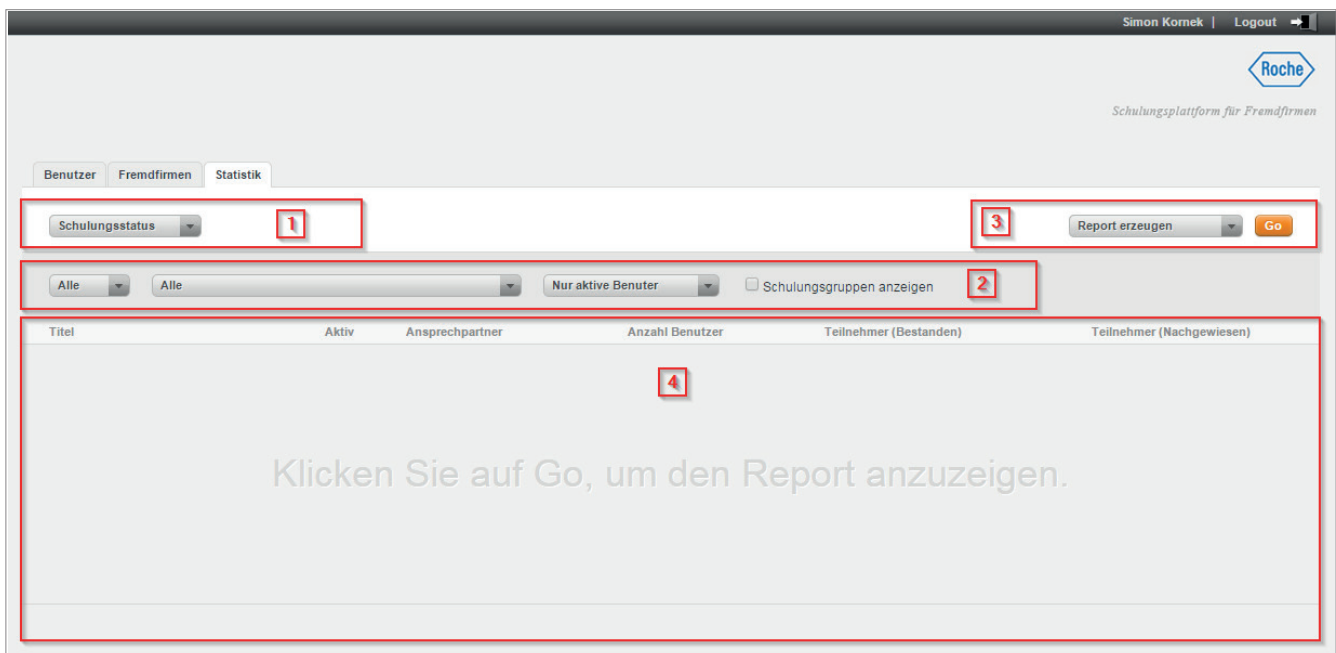 Simon Kornek | Logout
Roche
Schulungsplattform für Fremdfirmen
Benutzer Fremdfirmen Statistik
Schulungsstatus 1 3 Report erzeugen Go
Alle Alle Nur aktive Benuter Schulungsgruppen anzeigen 2
Titel Aktiv Ansprechpartner Anzahl Benutzer Teilnehmer (Bestanden) Teilnehmer (Nachgewiesen)
4
Klicken Sie auf Go, um den Report anzuzeigen.